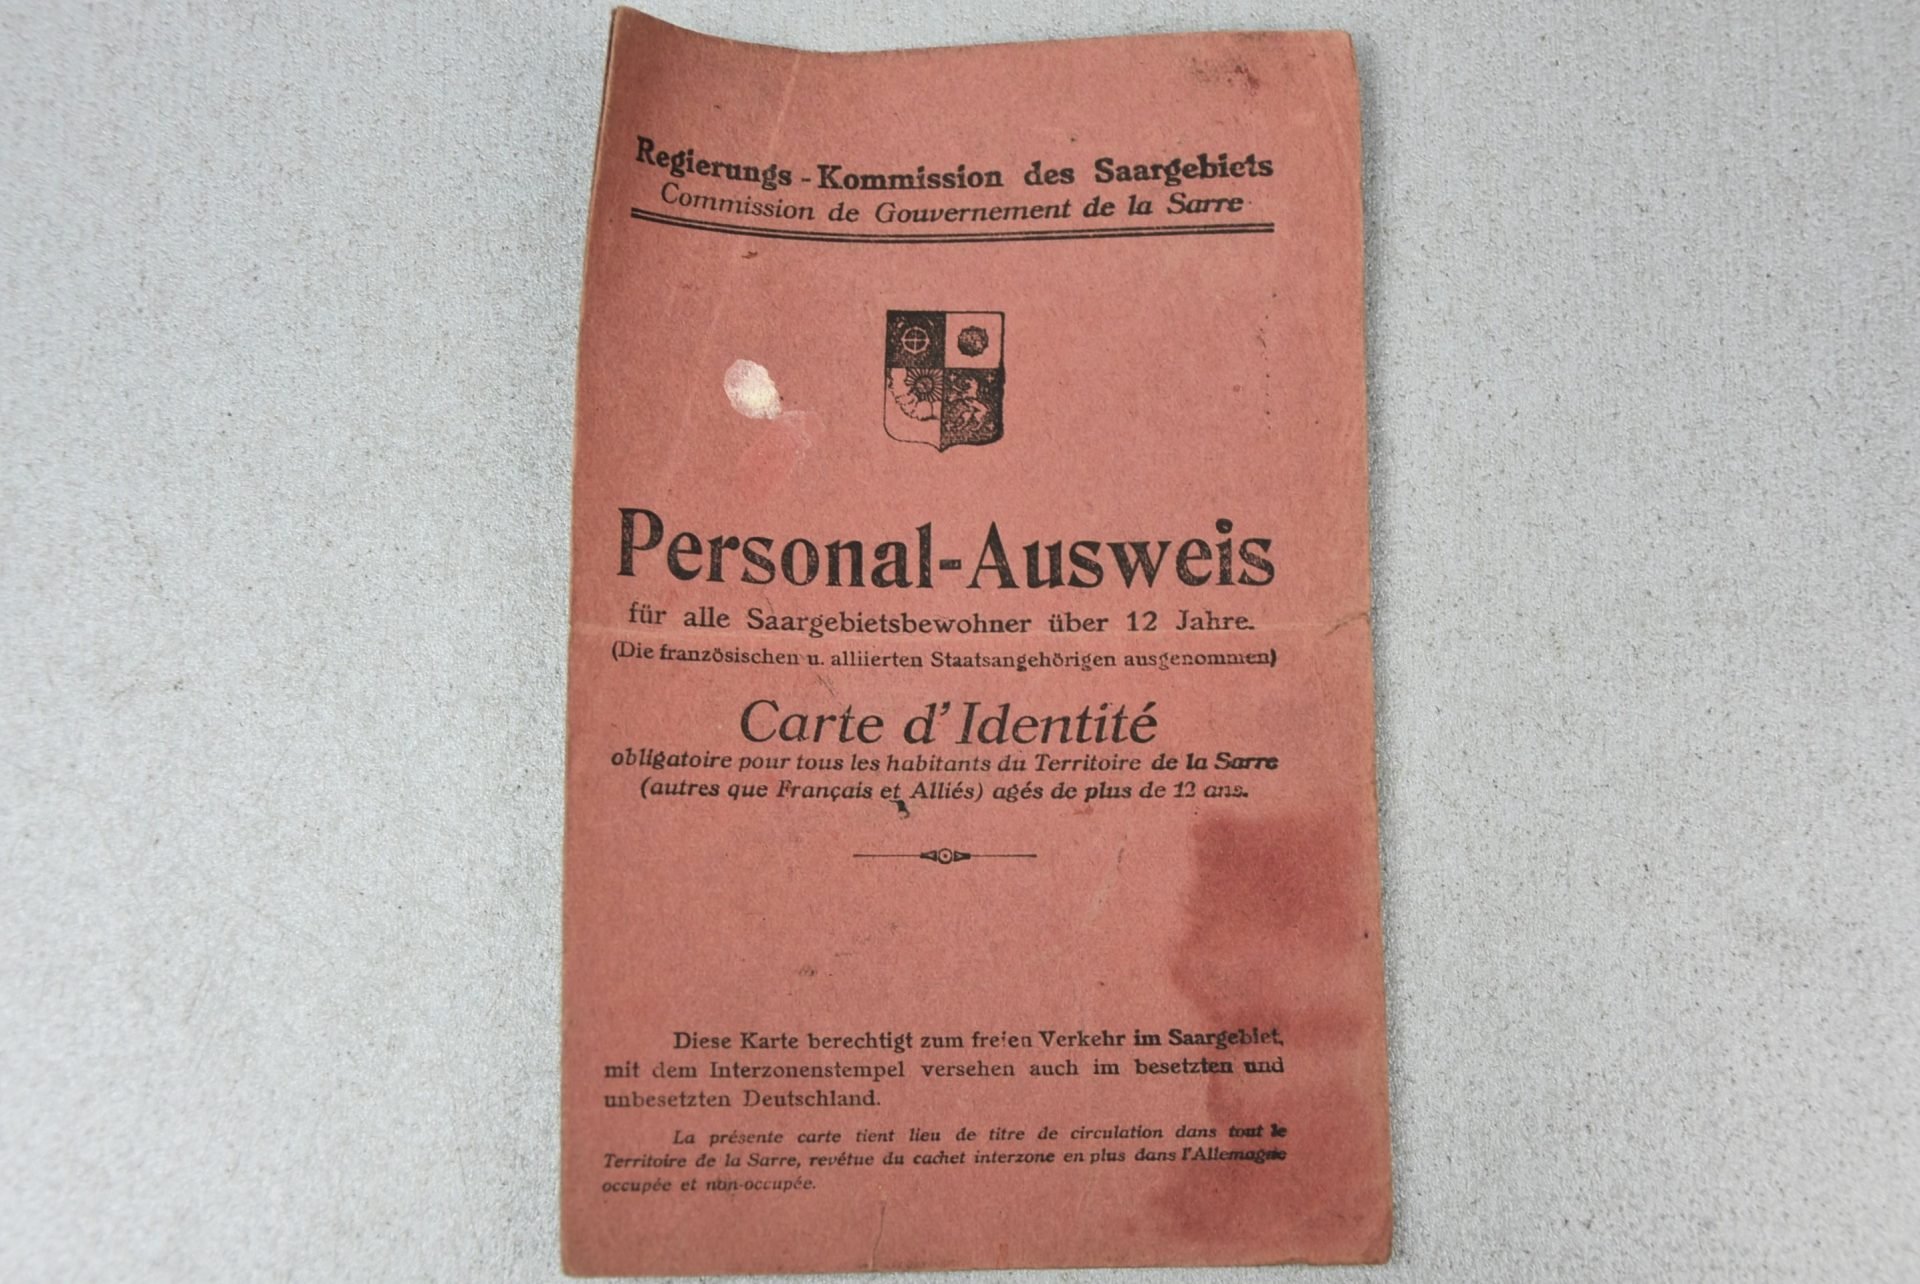 Regierungs-Kommission des Saargebiets
Commission de Gouvernement de la Sarre
Personal-Ausweis
für alle Saargebietsbewohner über 12 Jahre.
(Die französischen u. alliierten Staatsangehörigen ausgenommen)
Carte d'Identité
obligatoire pour tous les habitants du Territoire de la Sarre
(autres que Français et Alliés) agés de plus de 12 ans.
Diese Karte berechtigt zum freien Verkehr im Saargebiet,
mit dem Interzonenstempel versehen auch im besetzten und
unbesetzten Deutschland.
La présente carte tient lieu de titre de circulation dans tout le
Territoire de la Sarre, revétue du cachet interzone en plus dans l'Allemagne
occupée et non-occupée.